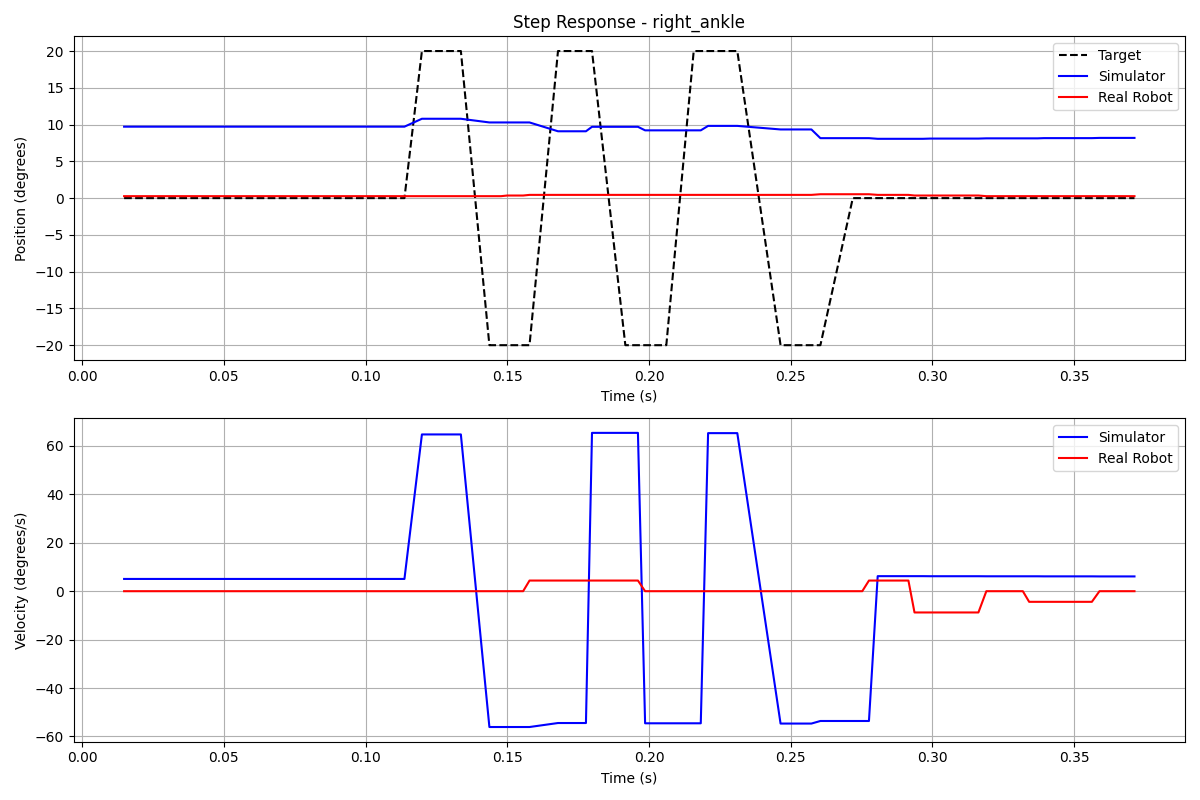 Step Response - right_ankle
Position (degrees)
20
15
10
5
0
−5
−10
−15
−20
Target
Simulator
Real Robot
0.00 0.05 0.10 0.15 0.20 0.25 0.30 0.35
Time (s)
Velocity (degrees/s)
60
40
20
0
−20
−40
−60
Simulator
Real Robot
0.00 0.05 0.10 0.15 0.20 0.25 0.30 0.35
Time (s)